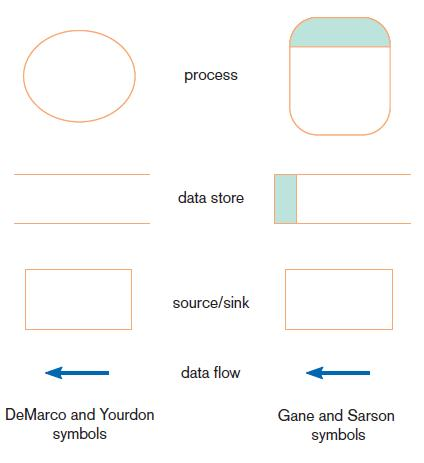 process
data store
source/sink
data flow
DeMarco and Yourdon
symbols
Gane and Sarson
symbols